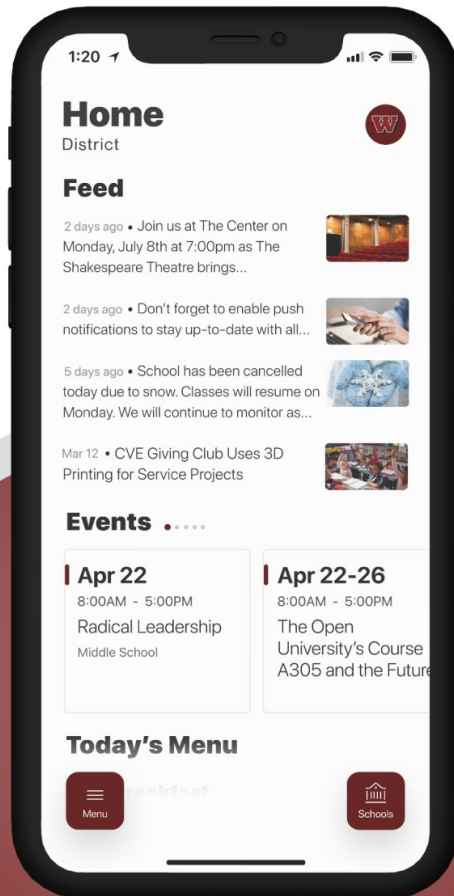 1:20
Home
W
District
Feed
2 days ago • Join us at The Center on
Monday, July 8th at 7:00pm as The
Shakespeare Theatre brings...
2 days ago • Don't forget to enable push
notifications to stay up-to-date with all...
5 days ago • School has been cancelled
today due to snow. Classes will resume on
Monday. We will continue to monitor as...
Mar 12 • CVE Giving Club Uses 3D
Printing for Service Projects
Events
Apr 22
8:00AM - 5:00PM
Radical Leadership
Middle School
Apr 22-26
8:00AM - 5:00PM
The Open
University's Course
A305 and the Future
Today's Menu
Menu
Schools